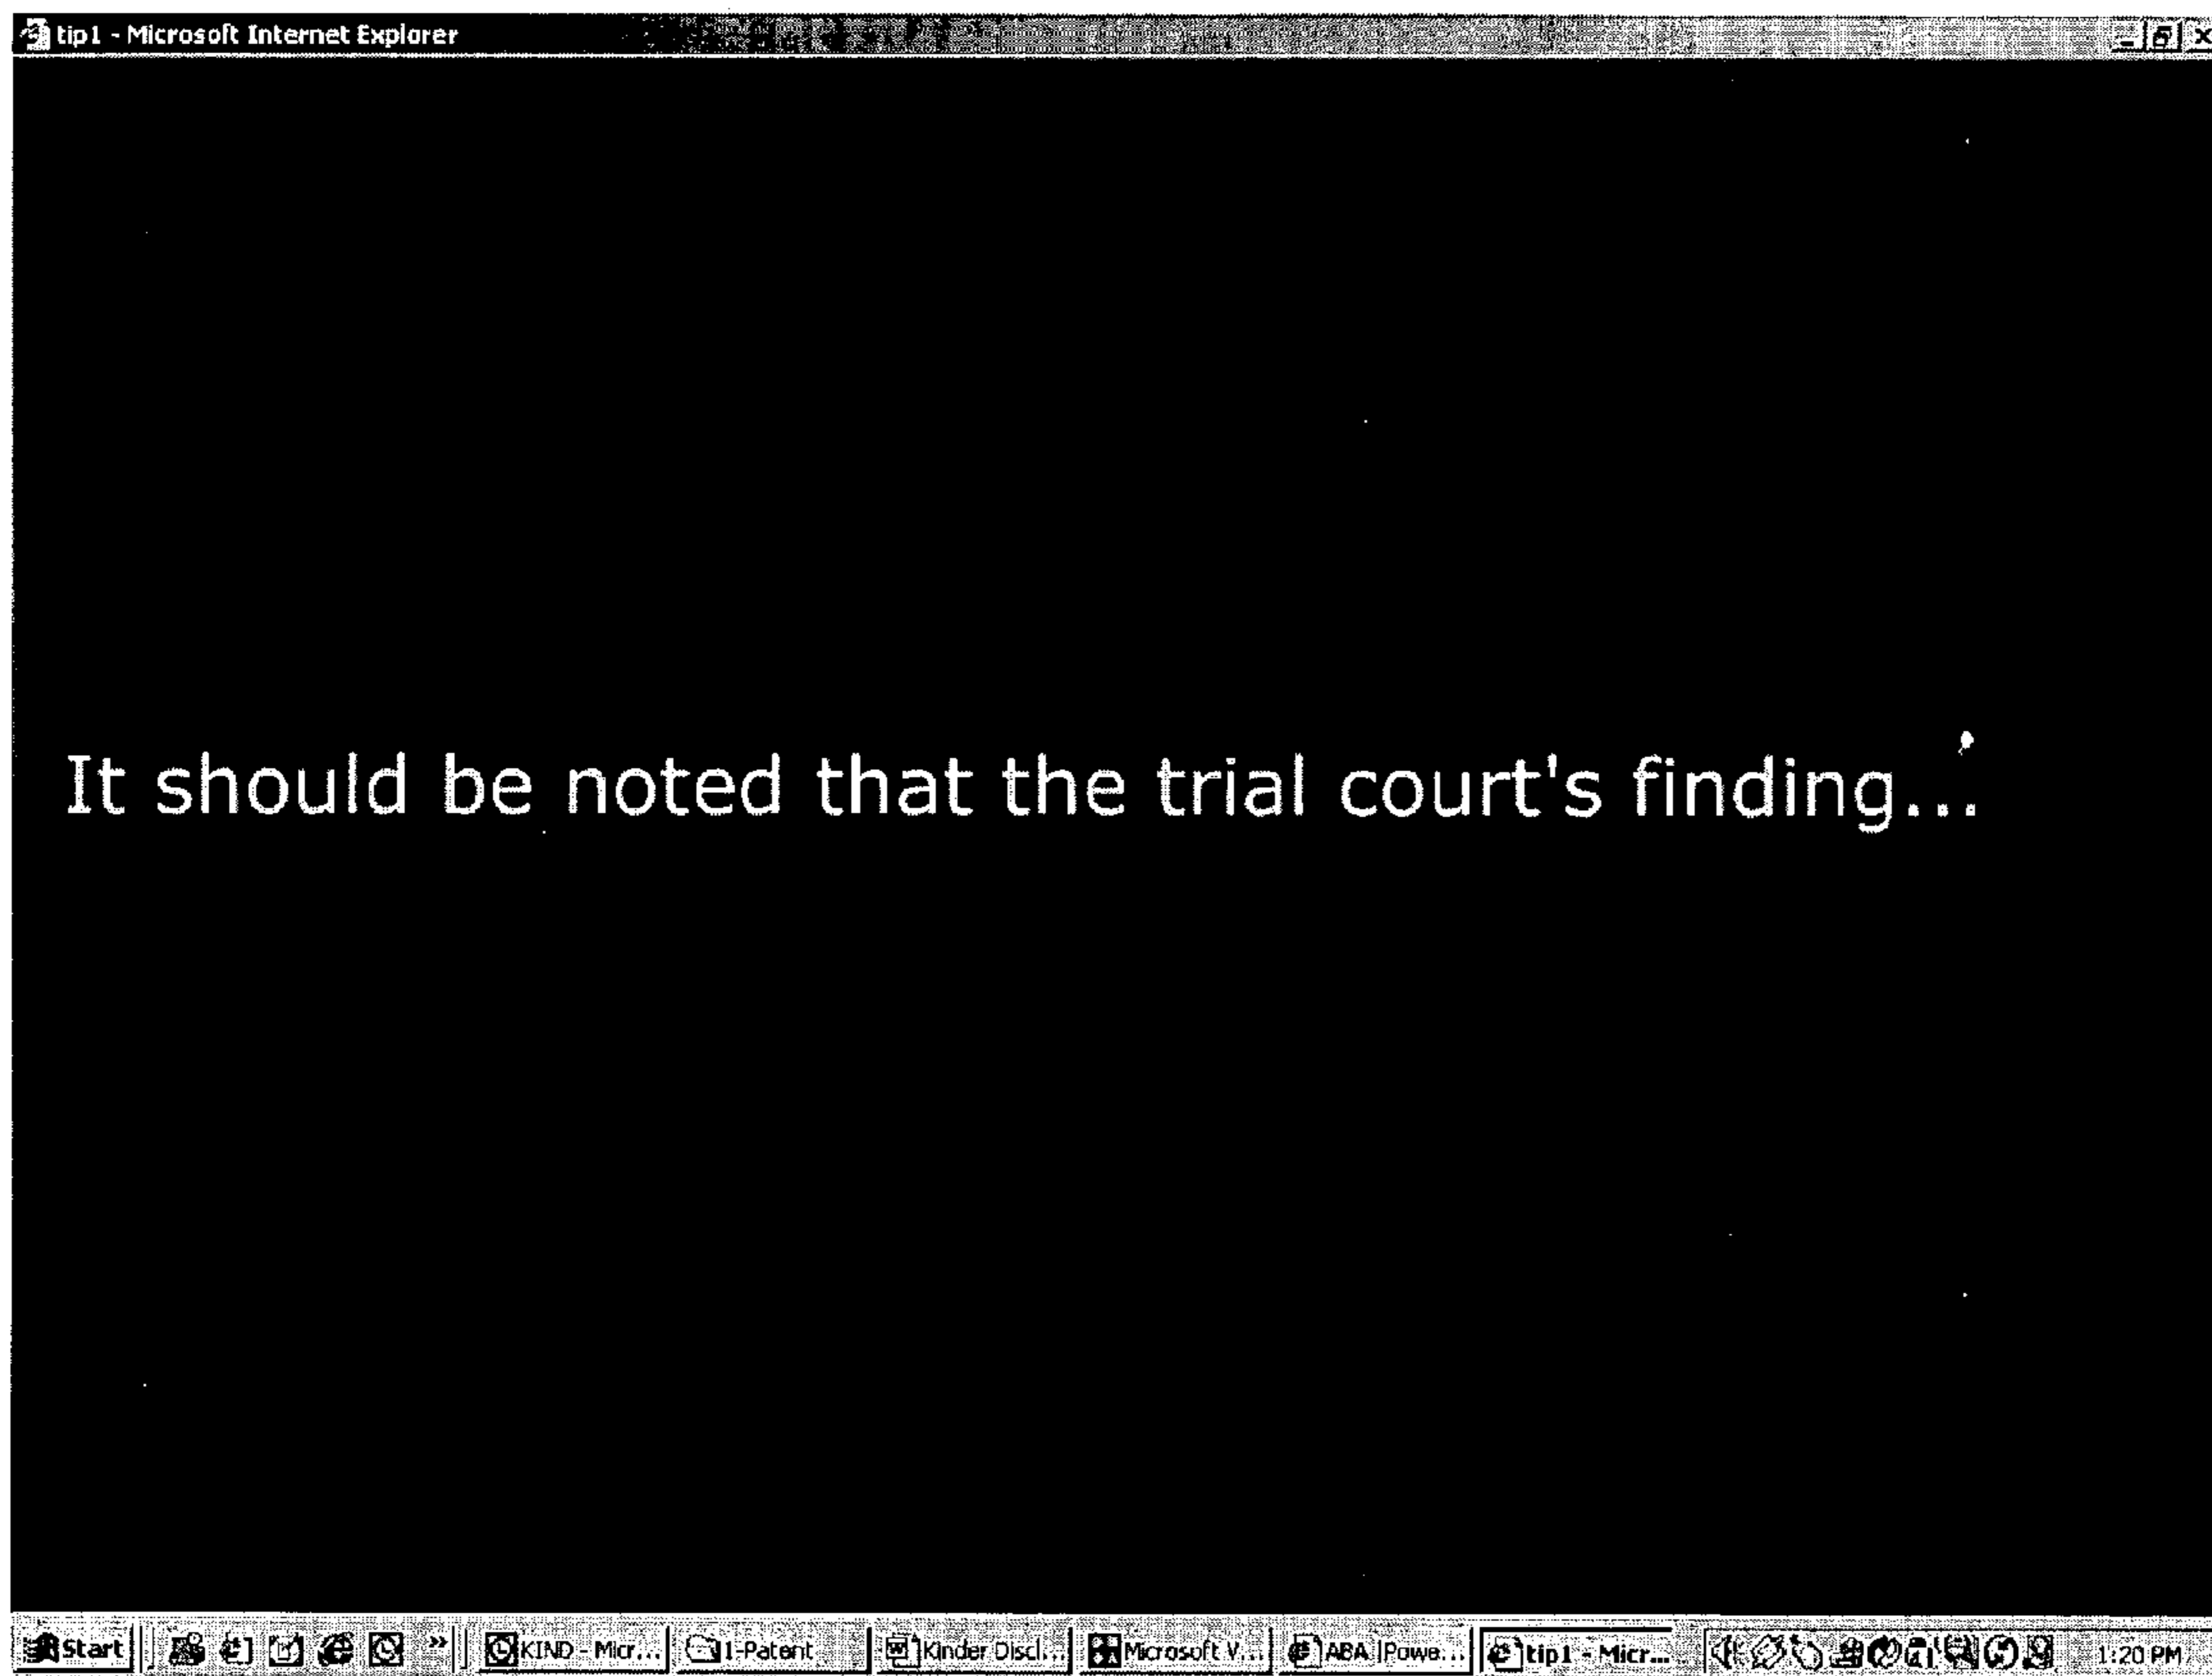 tip1 - Microsoft Internet Explorer
It should be noted that the trial court's finding...
Start
»
KIND - Micr...
1-Patent
Kinder Discl...
Microsoft V...
ABA |Powe...
tip1 - Micr...
1:20 PM